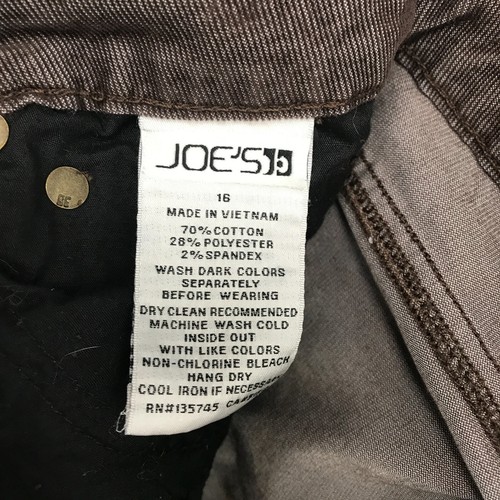 JOE'S
16
MADE IN VIETNAM
70% COTTON
28% POLYESTER
2% SPANDEX
WASH DARK COLORS
SEPARATELY
BEFORE WEARING
DRY CLEAN RECOMMENDED
MACHINE WASH COLD
INSIDE OUT
WITH LIKE COLORS
NON-CHLORINE BLEACH
HANG DRY
COOL IRON IF NECESSARY
RN#135745